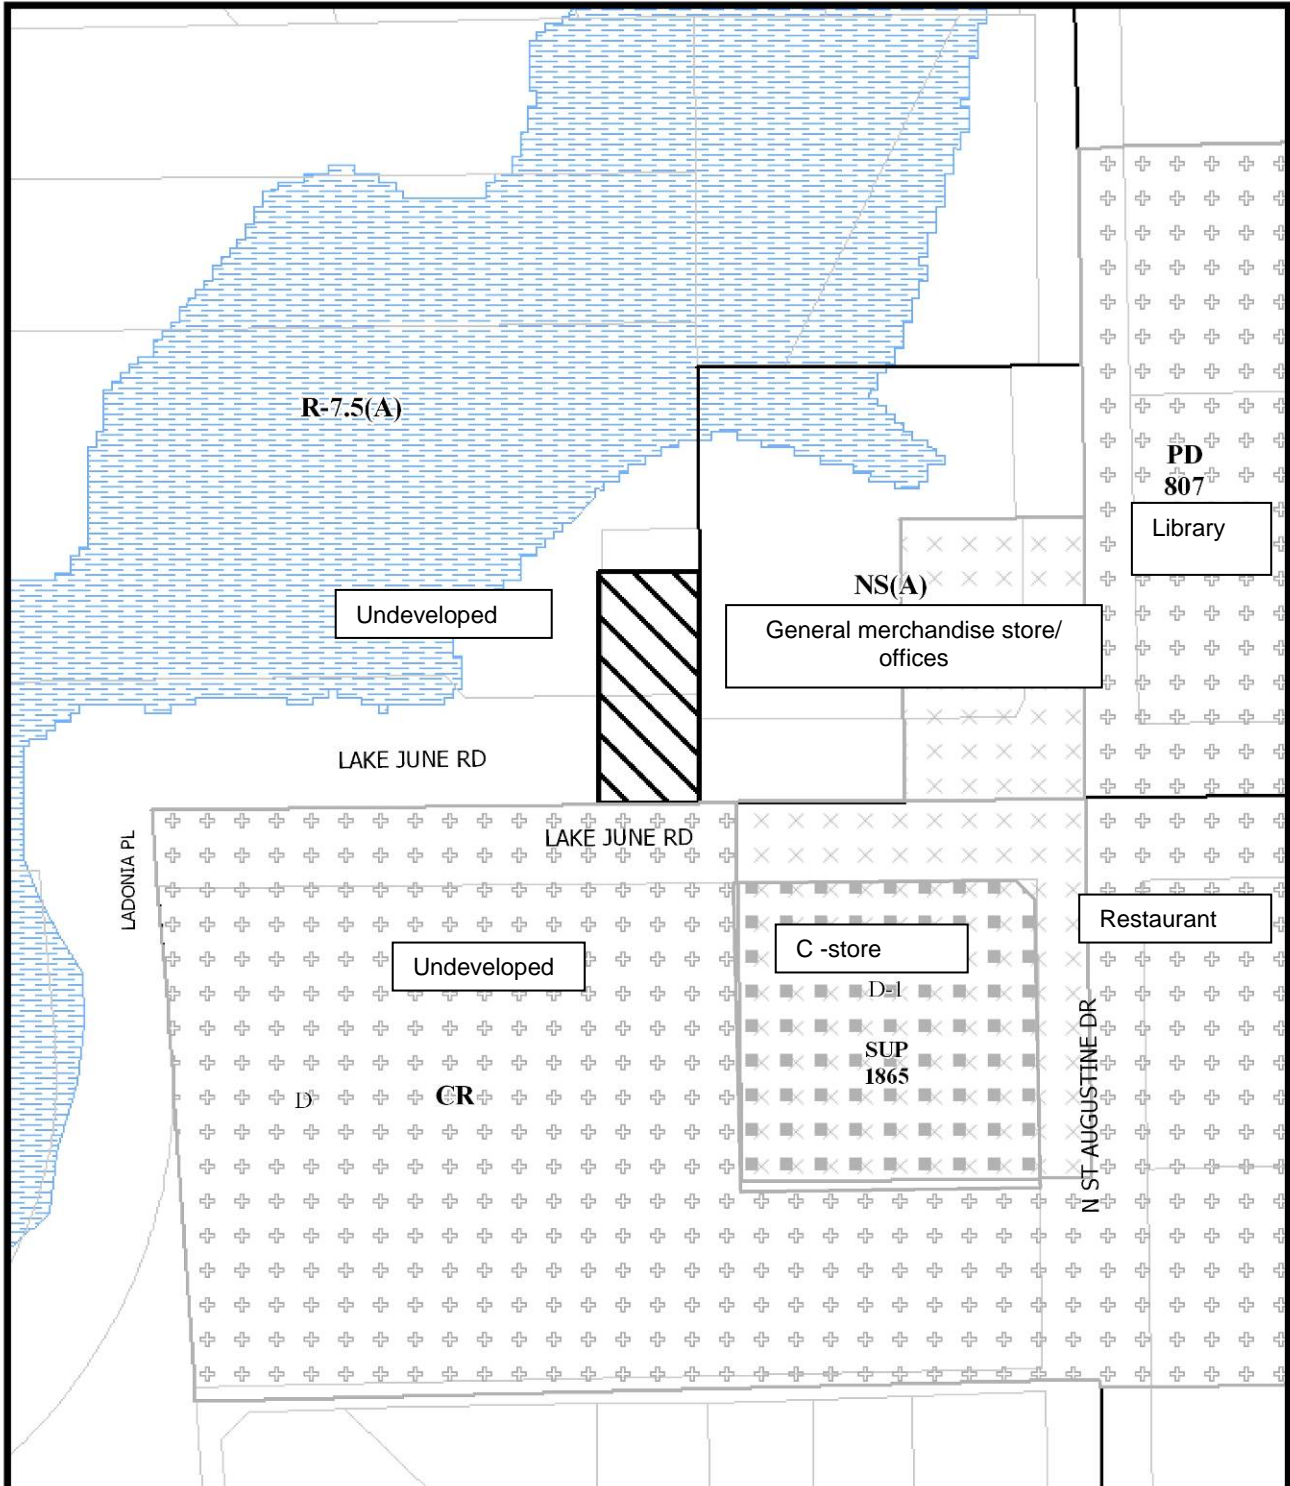 R-7.5(A)
PD
807
Library
NS(A)
Undeveloped
General merchandise store/
offices
LAKE JUNE RD
LAKE JUNE RD
LADONIA PL
Restaurant
C -store
Undeveloped
D-1
SUP
1865
D
CR
N ST AUGUSTINE DR